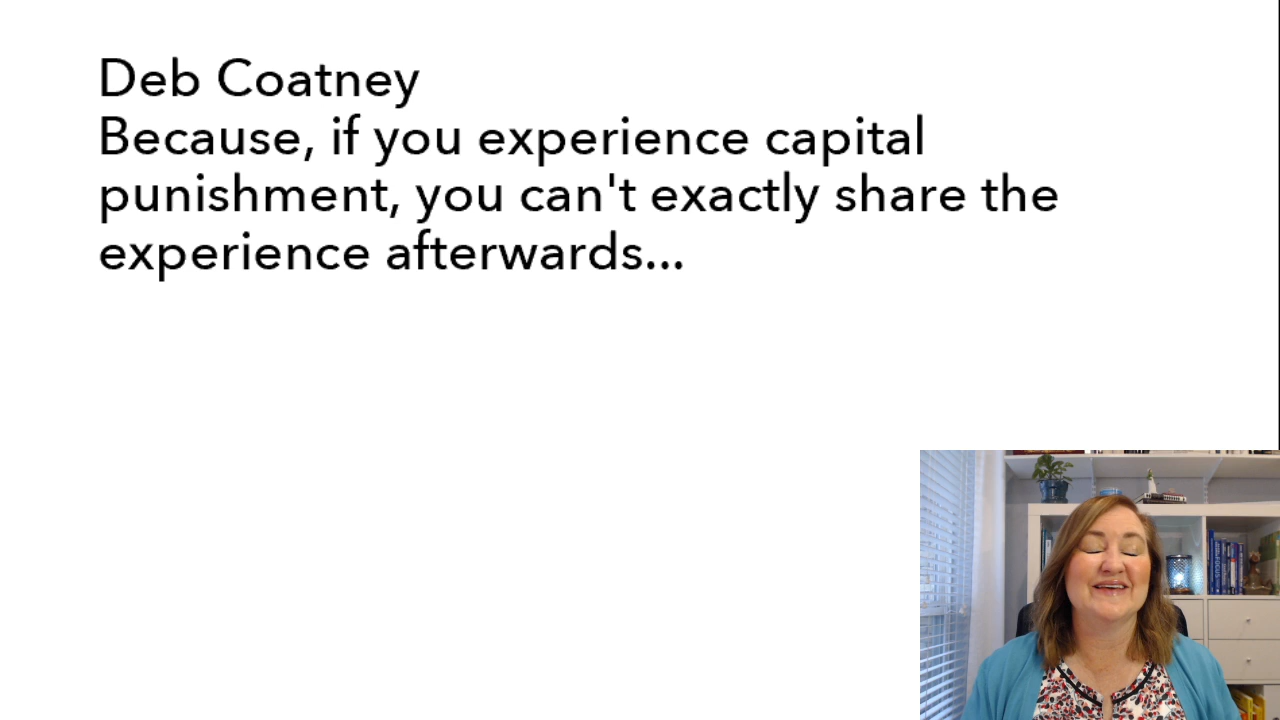 Deb Coatney
Because, if you experience capital
punishment, you can't exactly share the
experience afterwards...